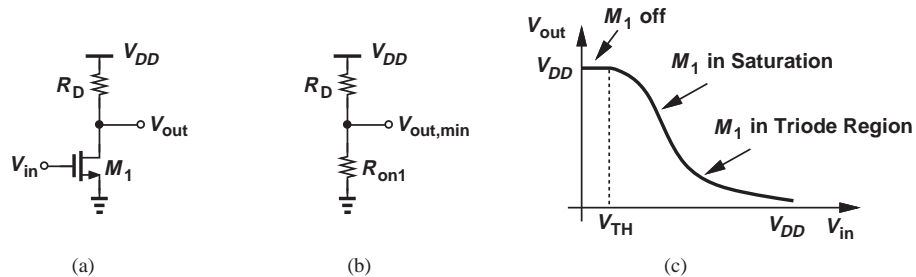 V_DD
R_D
V_out
V_in
M_1
(a)
V_DD
R_D
V_out,min
R_on1
(b)
V_out
M_1 off
V_DD
M_1 in Saturation
M_1 in Triode Region
V_TH
V_DD
V_in
(c)